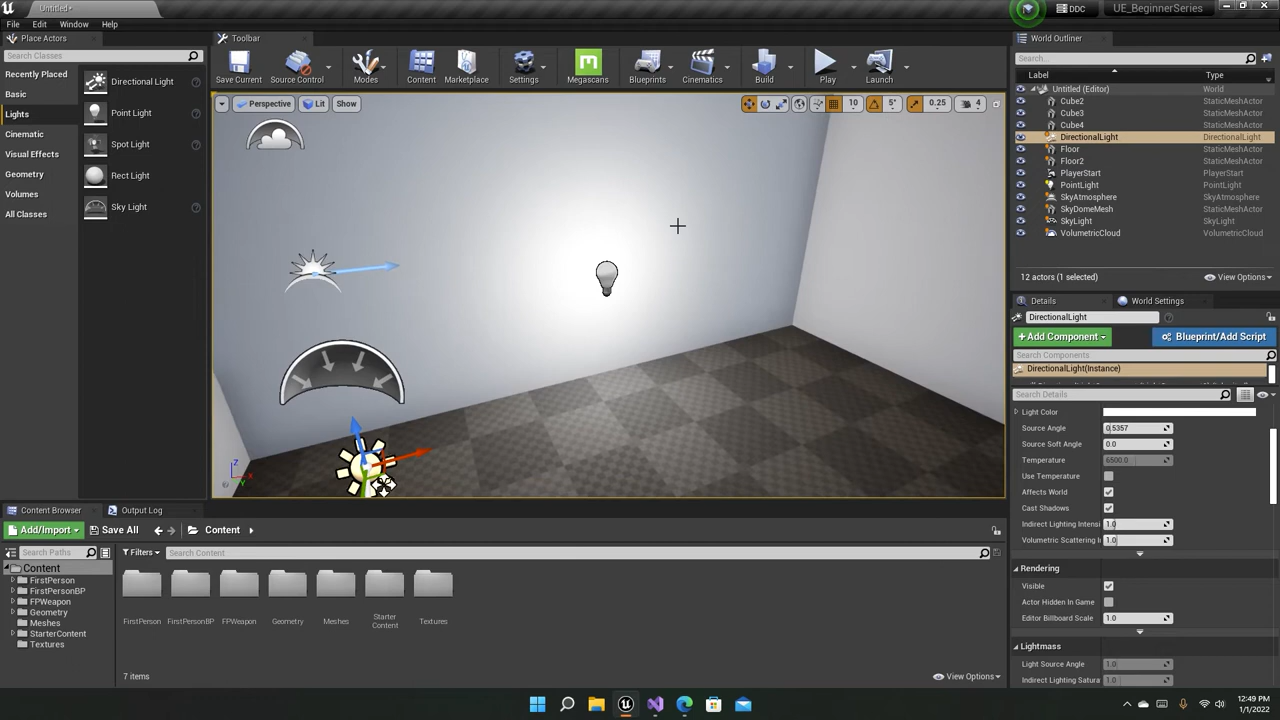 Untitled*
DDC
UE_BeginnerSeries
File Edit Window Help
Place Actors
Search Classes
Recently Placed
Basic
Lights
Cinematic
Visual Effects
Geometry
Volumes
All Classes
Directional Light
Point Light
Spot Light
Rect Light
Sky Light
Toolbar
Save Current
Source Control
Modes
Content
Marketplace
Settings
Megascans
Blueprints
Cinematics
Build
Play
Launch
Perspective
Lit
Show
10
5°
0.25
4
World Outliner
Search...
Label Type
Untitled (Editor) World
Cube2 StaticMeshActor
Cube3 StaticMeshActor
Cube4 StaticMeshActor
DirectionalLight DirectionalLight
Floor StaticMeshActor
Floor2 StaticMeshActor
PlayerStart PlayerStart
PointLight PointLight
SkyAtmosphere SkyAtmosphere
SkyDomeMesh StaticMeshActor
SkyLight SkyLight
VolumetricCloud VolumetricCloud
12 actors (1 selected)
View Options
Details
World Settings
DirectionalLight
+ Add Component
Blueprint/Add Script
Search Components
DirectionalLight(Instance)
Search Details
Light Color
Source Angle 0.5357
Source Soft Angle 0.0
Temperature 6500.0
Use Temperature
Affects World
Cast Shadows
Indirect Lighting Intensi 1.0
Volumetric Scattering I 1.0
Rendering
Visible
Actor Hidden In Game
Editor Billboard Scale 1.0
Lightmass
Light Source Angle 1.0
Indirect Lighting Satura 1.0
Z
X
Y
Content Browser
Output Log
Add/Import
Save All
Content
Search Paths
Filters
Search Content
Content
FirstPerson
FirstPersonBP
FPWeapon
Geometry
Meshes
StarterContent
Textures
FirstPerson
FirstPersonBP
FPWeapon
Geometry
Meshes
Starter
Content
Textures
7 items
View Options
12:49 PM
1/1/2022